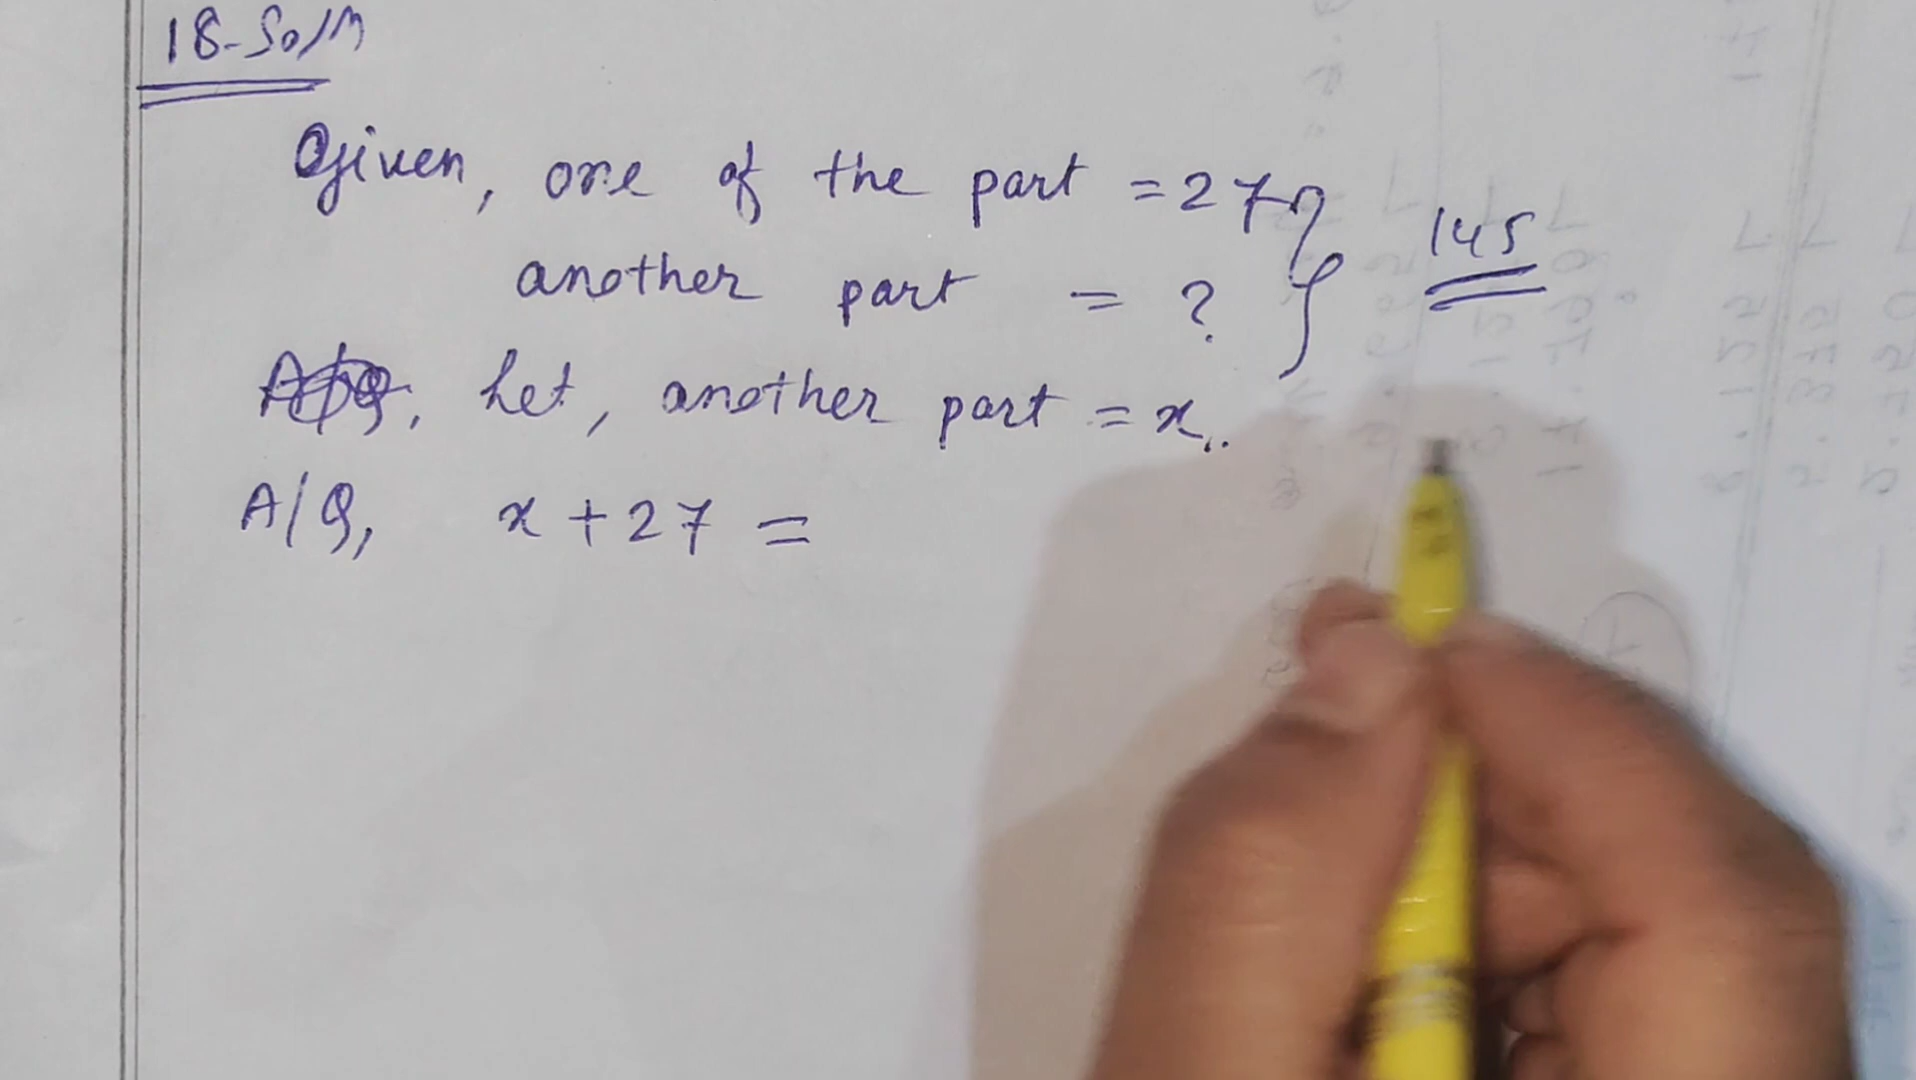 18-Soln
Given, one of the part = 27
another part = ?
145
Let, another part = x.
A/Q, x + 27 =